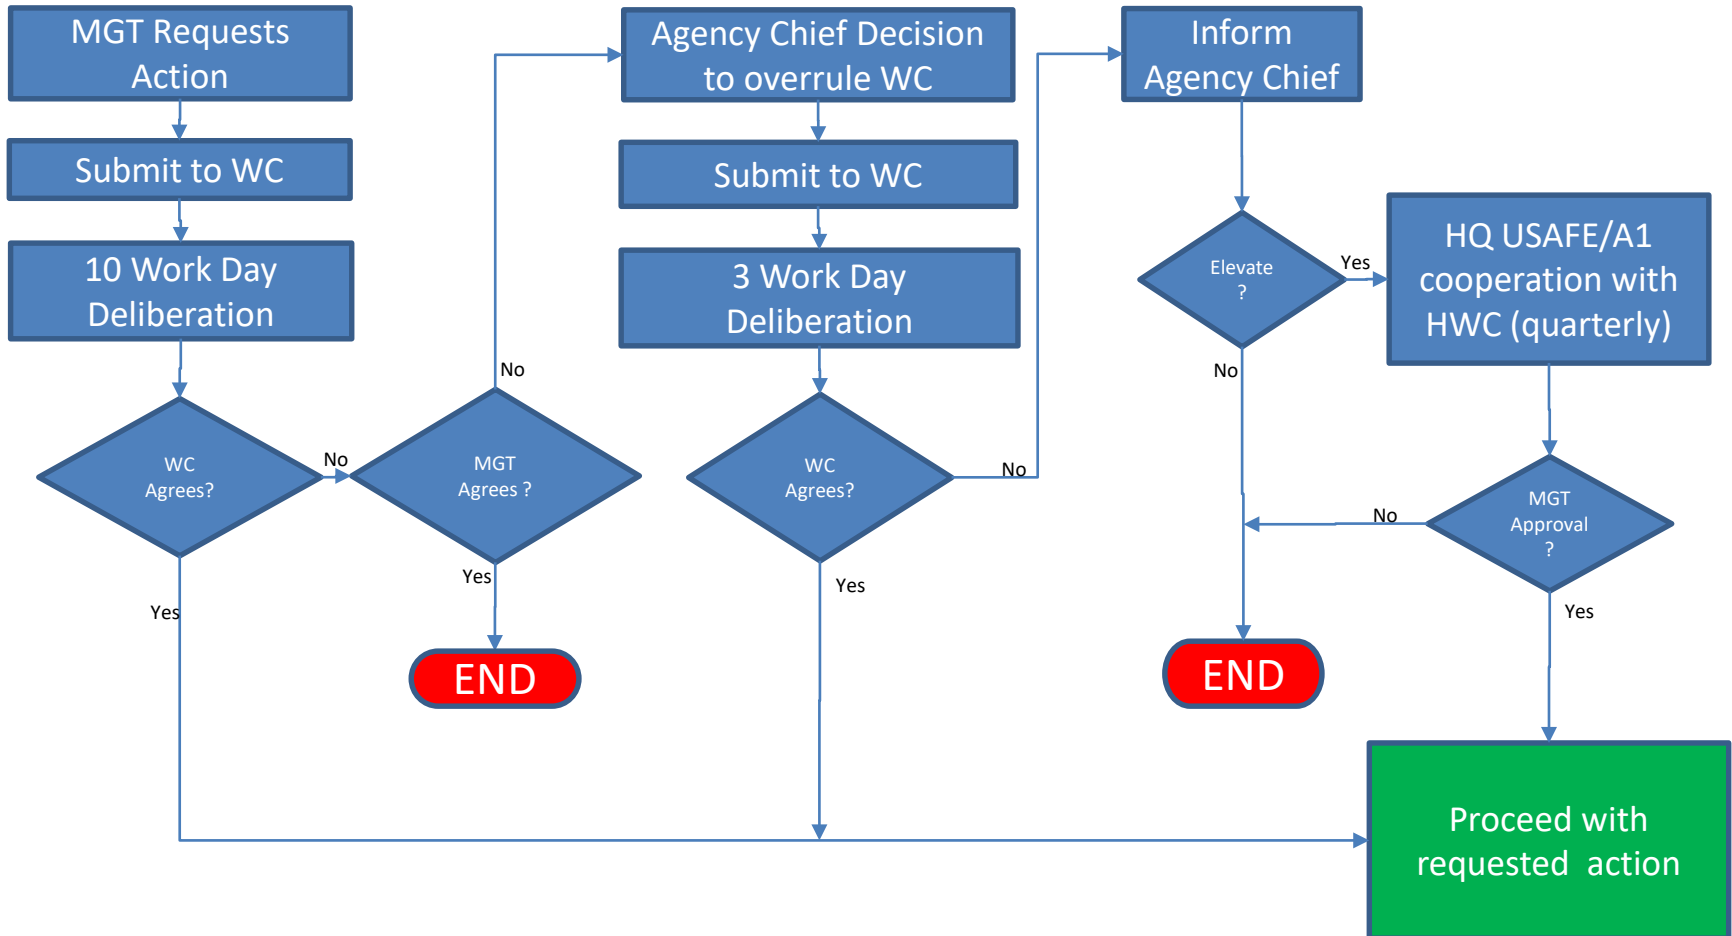 MGT Requests
Action
Submit to WC
10 Work Day
Deliberation
WC
Agrees?
No
Yes
MGT
Agrees ?
No
Yes
END
Agency Chief Decision
to overrule WC
Submit to WC
3 Work Day
Deliberation
WC
Agrees?
No
Yes
Inform
Agency Chief
Elevate
?
Yes
No
HQ USAFE/A1
cooperation with
HWC (quarterly)
MGT
Approval
?
No
Yes
END
Proceed with
requested action